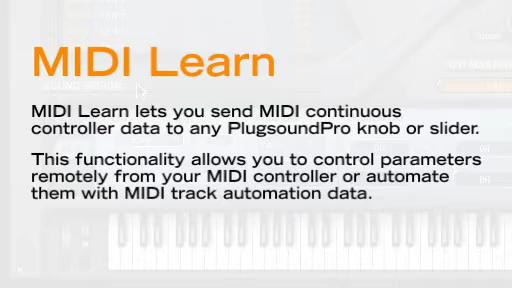 MIDI Learn
MIDI Learn lets you send MIDI continuous
controller data to any PlugsoundPro knob or slider.
This functionality allows you to control parameters
remotely from your MIDI controller or automate
them with MIDI track automation data.